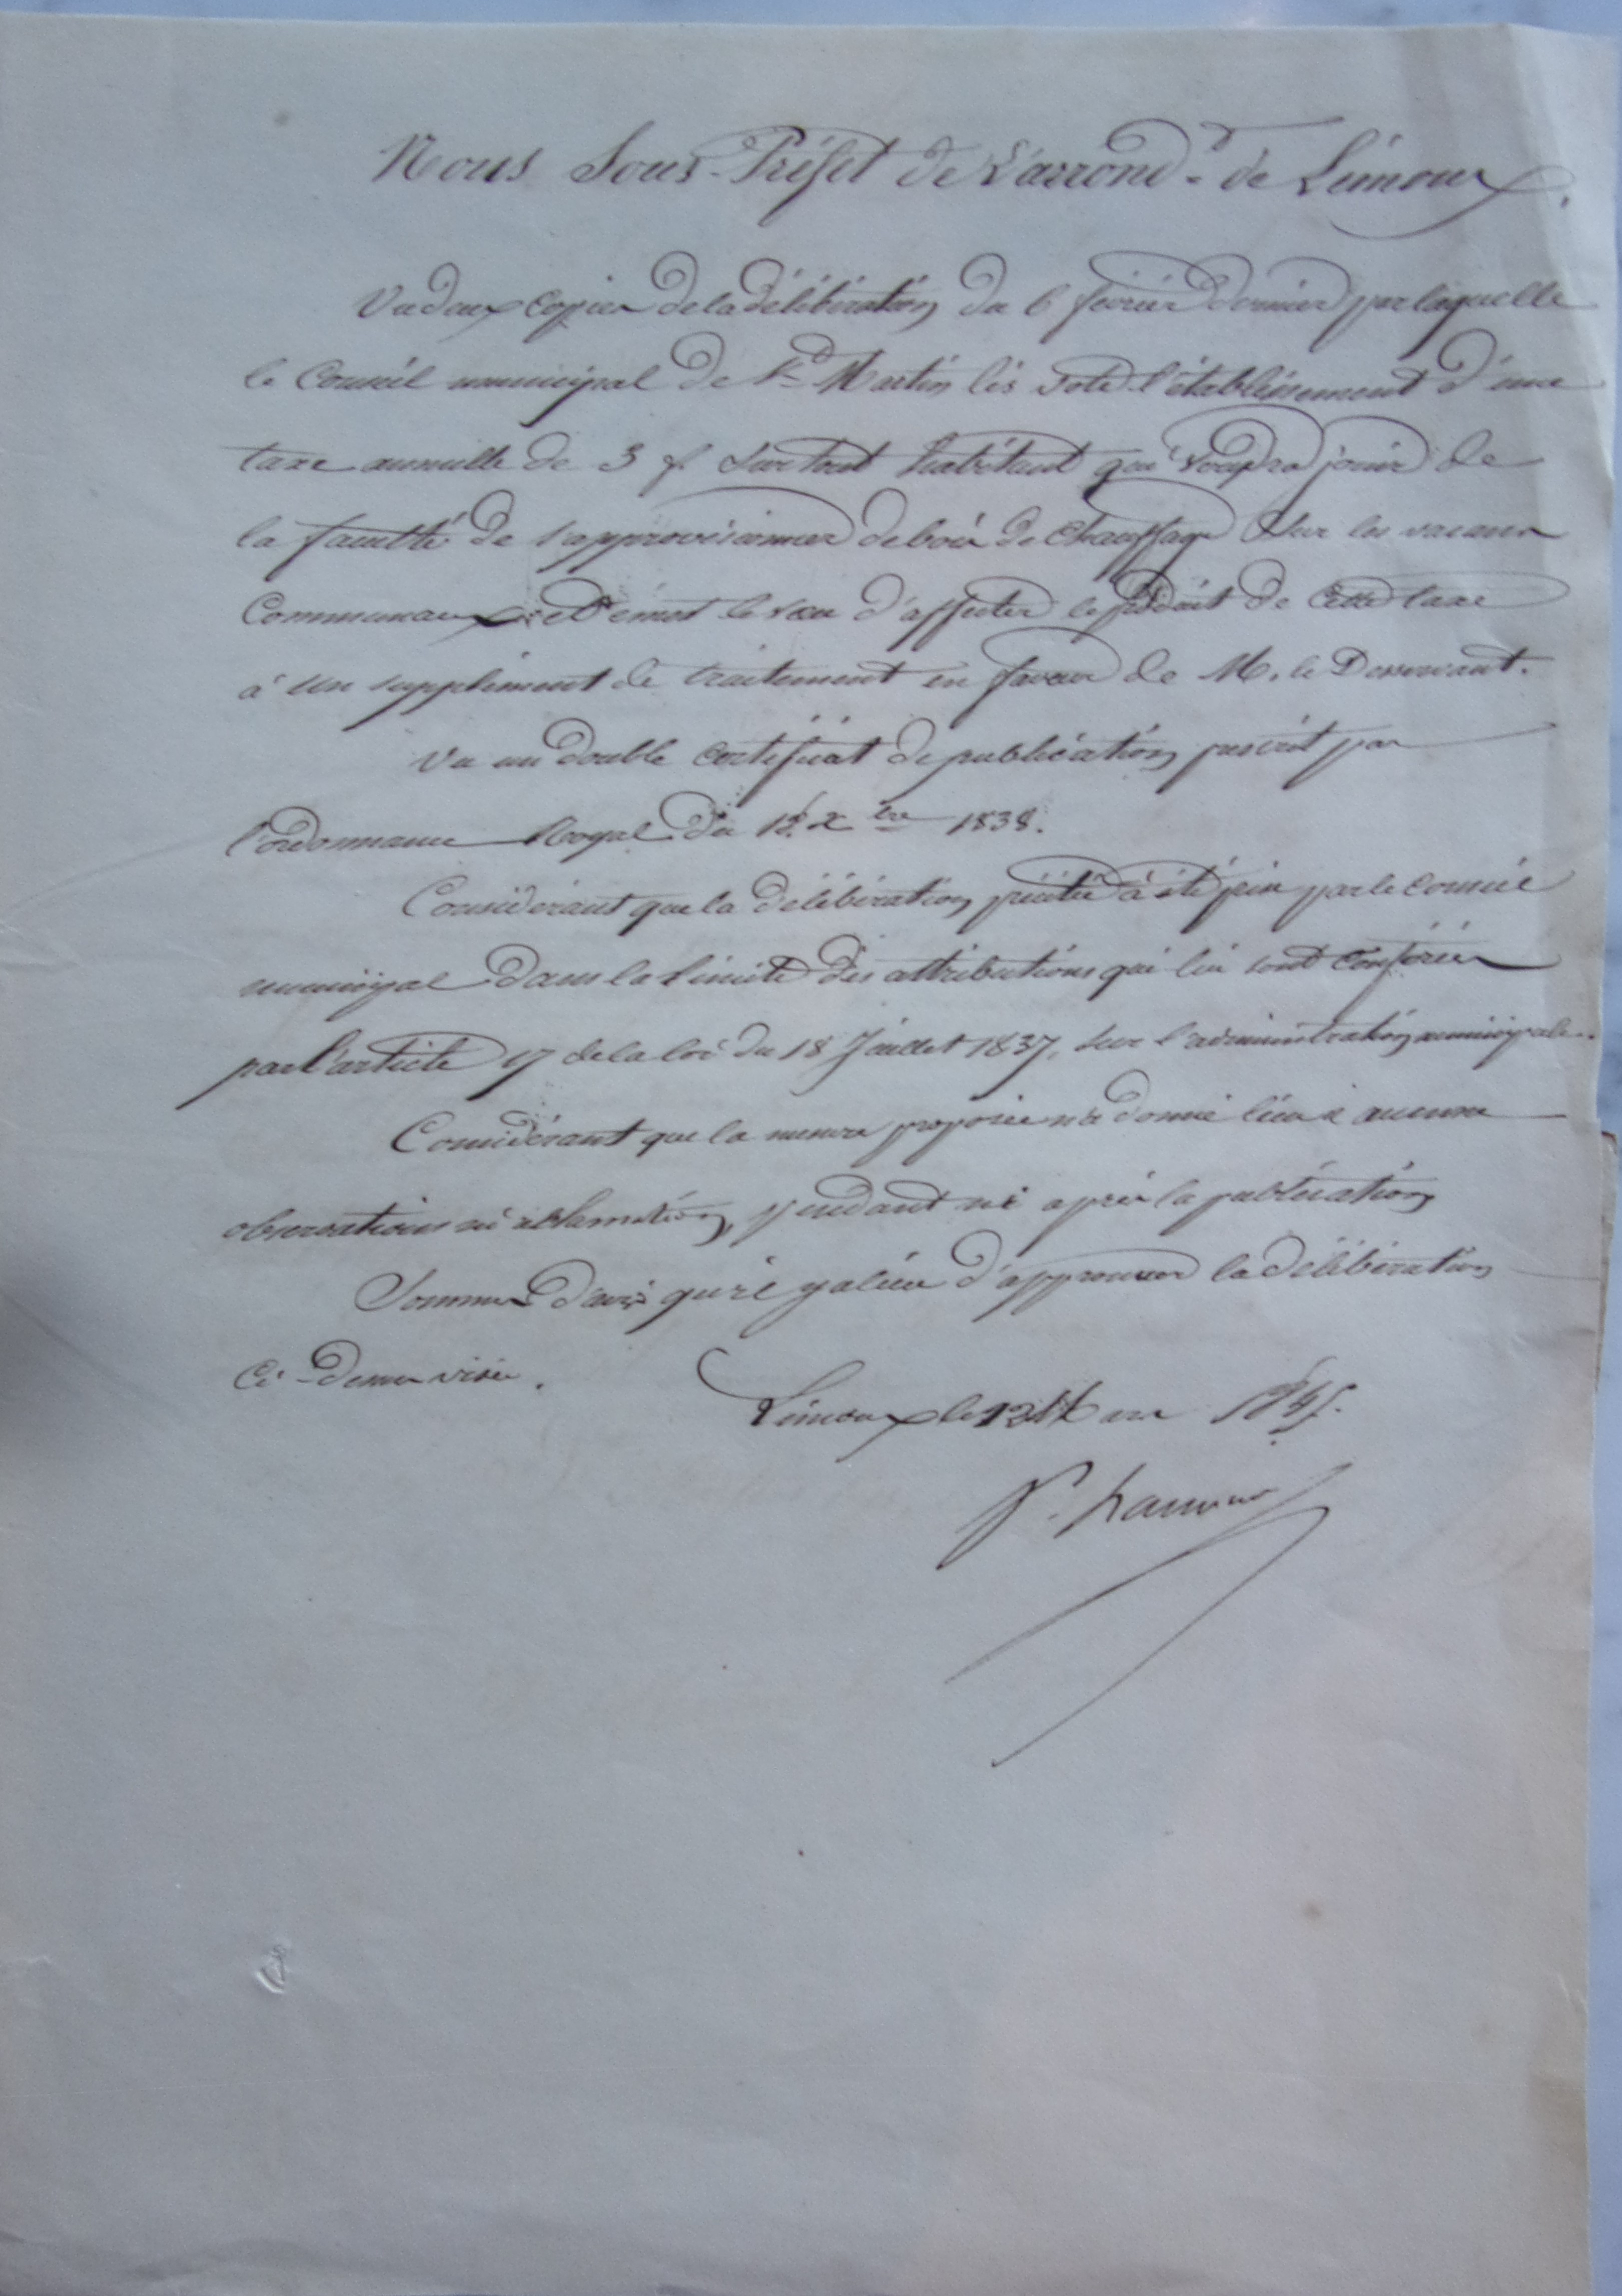 Nous Sous-Préfet de L'arrond.t de Limoux.
Vu deux copies de la délibération du 6 février dernier par laquelle
le Conseil municipal de St Martin lès vote l'établissement d'une
taxe annuelle de 3 f. sur tout habitant qui voudra jouir de
la faculté de s'approvisionner de bois de chauffage sur les vacans
Communaux; et émet le vœu d'affecter le produit de cette taxe
à un supplément de traitement en faveur de M. le Desservant.
Vu un double certificat de publication prescrit par
l'ordonnance Royal du 18 Xbre 1838.
Considérant que la délibération précitée à été prise par le Conseil
municipal dans la limite des attributions qui lui sont conférées
par l'article 17 de la loi du 18 Juillet 1837, sur l'administration municipale.
Considérant que la mesure proposée n'a donné lieu à aucune
observations ni réclamation, pendant ni après la publication
Sommes d'avis qu'il y a lieu d'approuver la délibération
Ci-dessus visée.
Limoux le 12 Mars 1845.